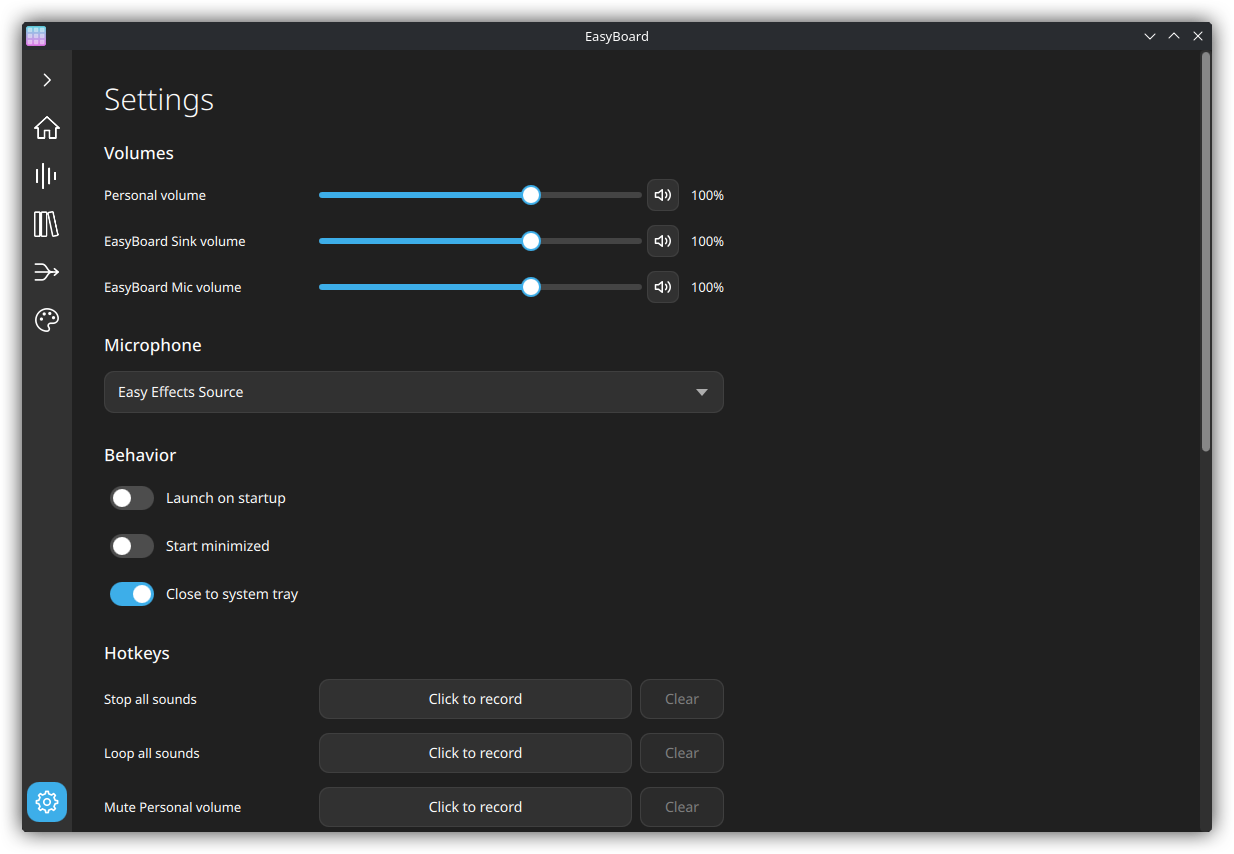 EasyBoard
Settings
Volumes
Personal volume 100%
EasyBoard Sink volume 100%
EasyBoard Mic volume 100%
Microphone
Easy Effects Source
Behavior
Launch on startup
Start minimized
Close to system tray
Hotkeys
Stop all sounds Click to record Clear
Loop all sounds Click to record Clear
Mute Personal volume Click to record Clear